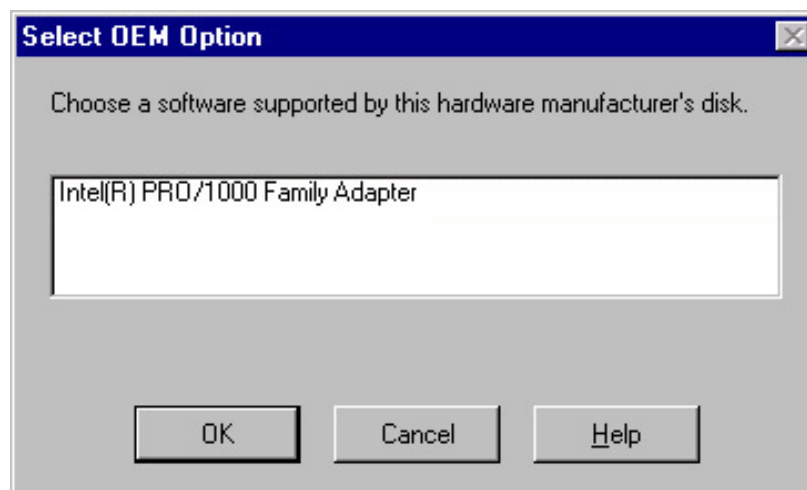 Select OEM Option
Choose a software supported by this hardware manufacturer's disk.
Intel(R) PRO/1000 Family Adapter
OK
Cancel
Help